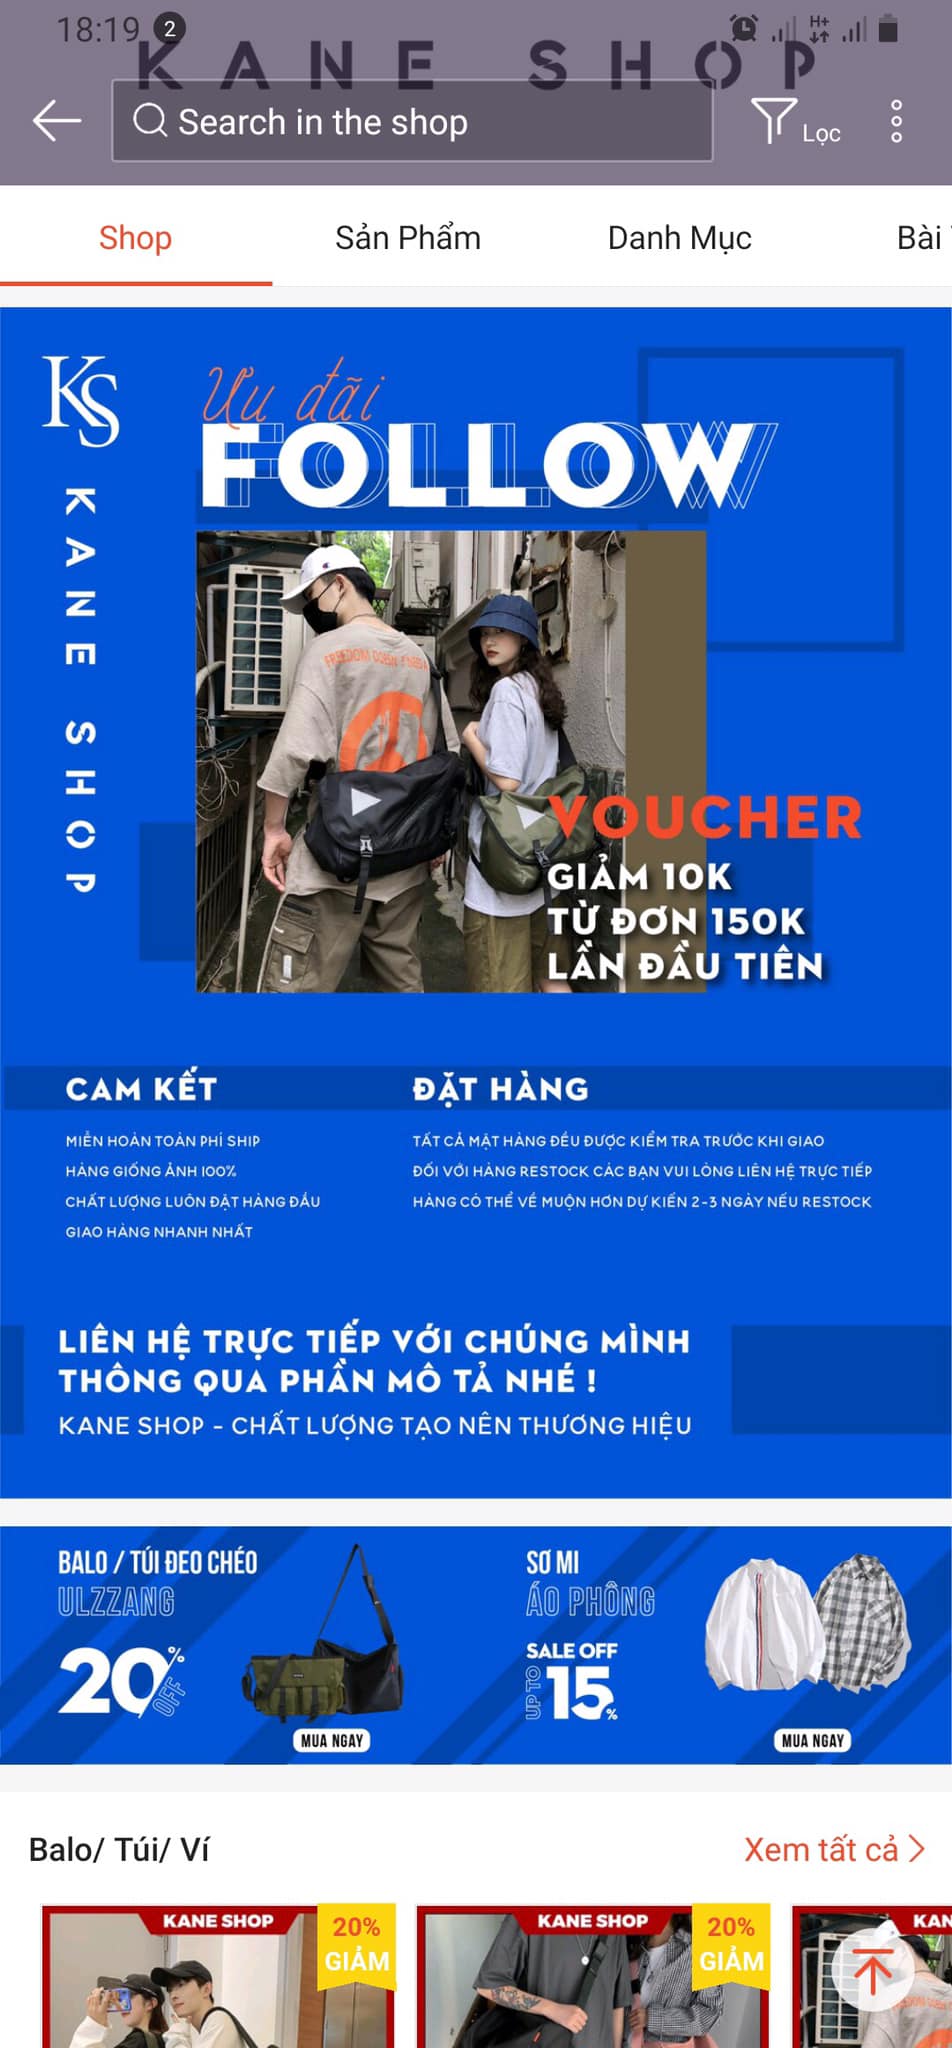 18:19 2
H+
KANE SHOP
Search in the shop
Lọc
Shop
Sản Phẩm
Danh Mục
Bài
KS
KANE SHOP
Ưu đãi
FOLLOW
VOUCHER
GIẢM 10K
TỪ ĐƠN 150K
LẦN ĐẦU TIÊN
CAM KẾT
MIỄN HOÀN TOÀN PHÍ SHIP
HÀNG GIỐNG ẢNH 100%
CHẤT LƯỢNG LUÔN ĐẶT HÀNG ĐẦU
GIAO HÀNG NHANH NHẤT
ĐẶT HÀNG
TẤT CẢ MẶT HÀNG ĐỀU ĐƯỢC KIỂM TRA TRƯỚC KHI GIAO
ĐỐI VỚI HÀNG RESTOCK CÁC BẠN VUI LÒNG LIÊN HỆ TRỰC TIẾP
HÀNG CÓ THỂ VỀ MUỘN HƠN DỰ KIẾN 2-3 NGÀY NẾU RESTOCK
LIÊN HỆ TRỰC TIẾP VỚI CHÚNG MÌNH
THÔNG QUA PHẦN MÔ TẢ NHÉ !
KANE SHOP - CHẤT LƯỢNG TẠO NÊN THƯƠNG HIỆU
BALO / TÚI ĐEO CHÉO
ULZZANG
20% OFF
MUA NGAY
SƠ MI
ÁO PHÔNG
SALE OFF
UP TO 15%
MUA NGAY
Balo/ Túi/ Ví
Xem tất cả
KANE SHOP
20%
GIẢM
KANE SHOP
20%
GIẢM
KAN